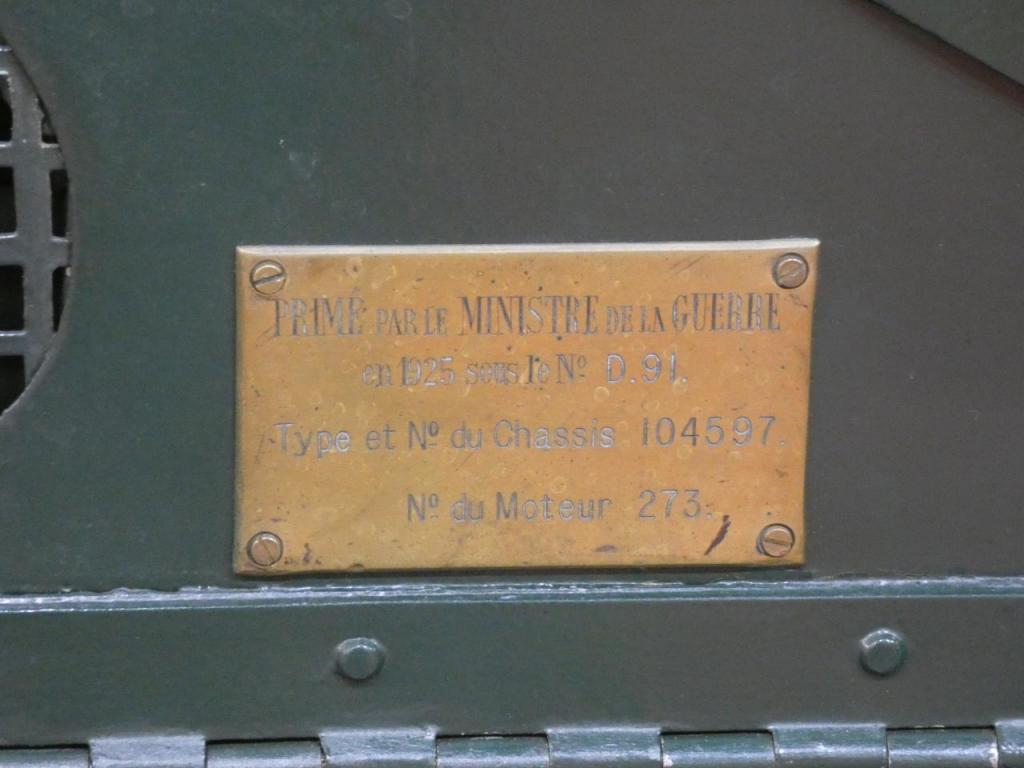 PRIMÉ PAR LE MINISTRE DE LA GUERRE
en 1925 sous le Nº D.91.
Type et Nº du Chassis 104597.
Nº du Moteur 273.